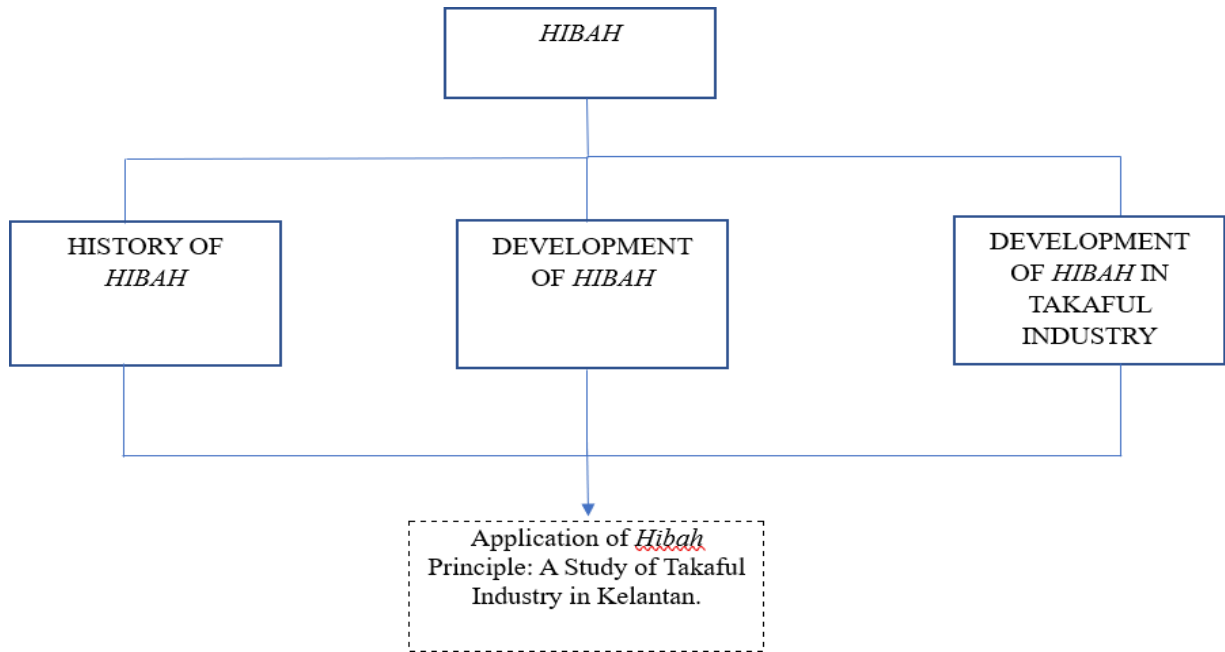 HIBAH
HISTORY OF
HIBAH
DEVELOPMENT
OF HIBAH
DEVELOPMENT
OF HIBAH IN
TAKAFUL
INDUSTRY
Application of Hibah
Principle: A Study of Takaful
Industry in Kelantan.